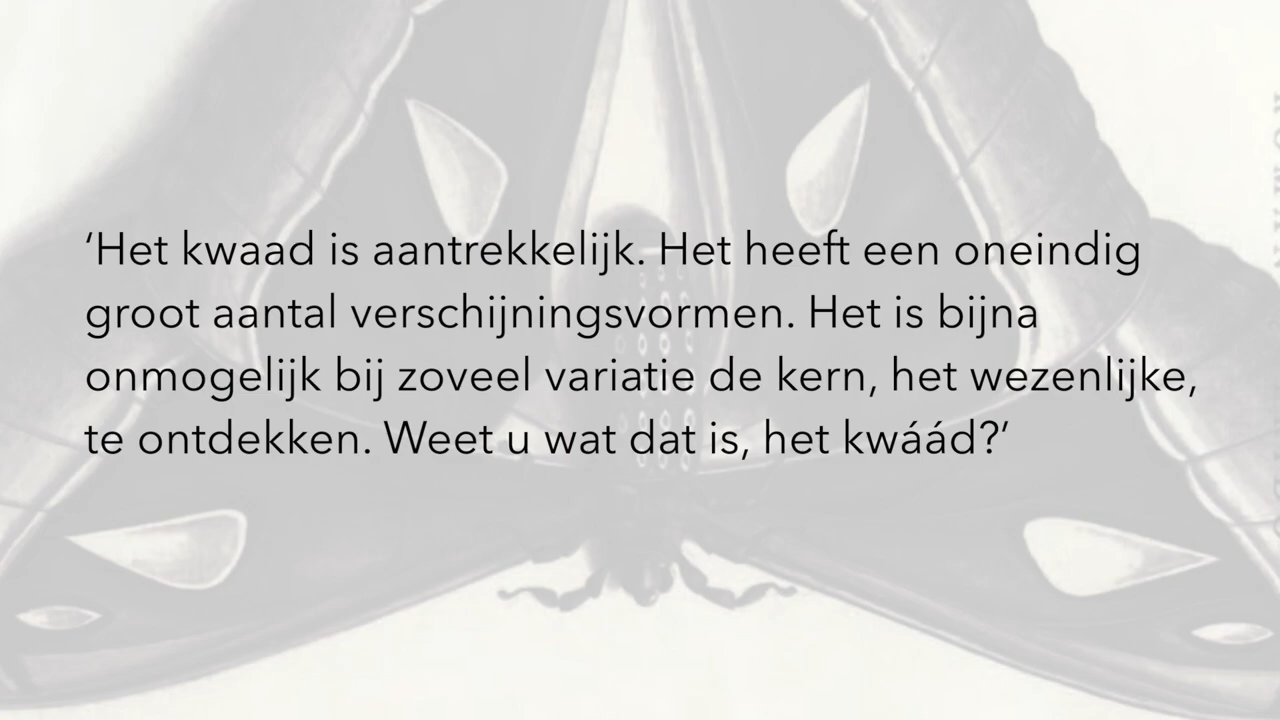 ‘Het kwaad is aantrekkelijk. Het heeft een oneindig
groot aantal verschijningsvormen. Het is bijna
onmogelijk bij zoveel variatie de kern, het wezenlijke,
te ontdekken. Weet u wat dat is, het kwáád?’